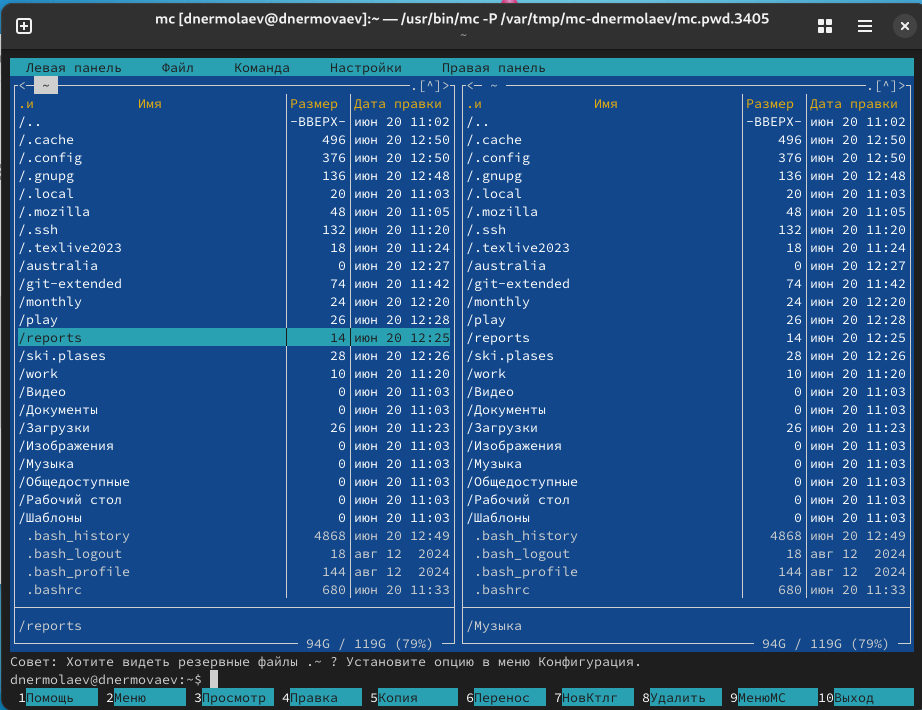 mc [dnermolaev@dnermovaev]:~ — /usr/bin/mc -P /var/tmp/mc-dnermolaev/mc.pwd.3405
~
Левая панель Файл Команда Настройки Правая панель
<— ~ .[^]> <— ~ .[^]>
.и Имя Размер Дата правки .и Имя Размер Дата правки
/.. -ВВЕРХ- июн 20 11:02 /.. -ВВЕРХ- июн 20 11:02
/.cache 496 июн 20 12:50 /.cache 496 июн 20 12:50
/.config 376 июн 20 12:50 /.config 376 июн 20 12:50
/.gnupg 136 июн 20 12:48 /.gnupg 136 июн 20 12:48
/.local 20 июн 20 11:03 /.local 20 июн 20 11:03
/.mozilla 48 июн 20 11:05 /.mozilla 48 июн 20 11:05
/.ssh 132 июн 20 11:20 /.ssh 132 июн 20 11:20
/.texlive2023 18 июн 20 11:24 /.texlive2023 18 июн 20 11:24
/australia 0 июн 20 12:27 /australia 0 июн 20 12:27
/git-extended 74 июн 20 11:42 /git-extended 74 июн 20 11:42
/monthly 24 июн 20 12:20 /monthly 24 июн 20 12:20
/play 26 июн 20 12:28 /play 26 июн 20 12:28
/reports 14 июн 20 12:25 /reports 14 июн 20 12:25
/ski.plases 28 июн 20 12:26 /ski.plases 28 июн 20 12:26
/work 10 июн 20 11:20 /work 10 июн 20 11:20
/Видео 0 июн 20 11:03 /Видео 0 июн 20 11:03
/Документы 0 июн 20 11:03 /Документы 0 июн 20 11:03
/Загрузки 26 июн 20 11:23 /Загрузки 26 июн 20 11:23
/Изображения 0 июн 20 11:03 /Изображения 0 июн 20 11:03
/Музыка 0 июн 20 11:03 /Музыка 0 июн 20 11:03
/Общедоступные 0 июн 20 11:03 /Общедоступные 0 июн 20 11:03
/Рабочий стол 0 июн 20 11:03 /Рабочий стол 0 июн 20 11:03
/Шаблоны 0 июн 20 11:03 /Шаблоны 0 июн 20 11:03
.bash_history 4868 июн 20 12:49 .bash_history 4868 июн 20 12:49
.bash_logout 18 авг 12 2024 .bash_logout 18 авг 12 2024
.bash_profile 144 авг 12 2024 .bash_profile 144 авг 12 2024
.bashrc 680 июн 20 11:33 .bashrc 680 июн 20 11:33
/reports /Музыка
94G / 119G (79%) 94G / 119G (79%)
Совет: Хотите видеть резервные файлы .~ ? Установите опцию в меню Конфигурация.
dnermolaev@dnermovaev:~$
1Помощь 2Меню 3Просмотр 4Правка 5Копия 6Перенос 7НовКтлг 8Удалить 9МенюMC 10Выход